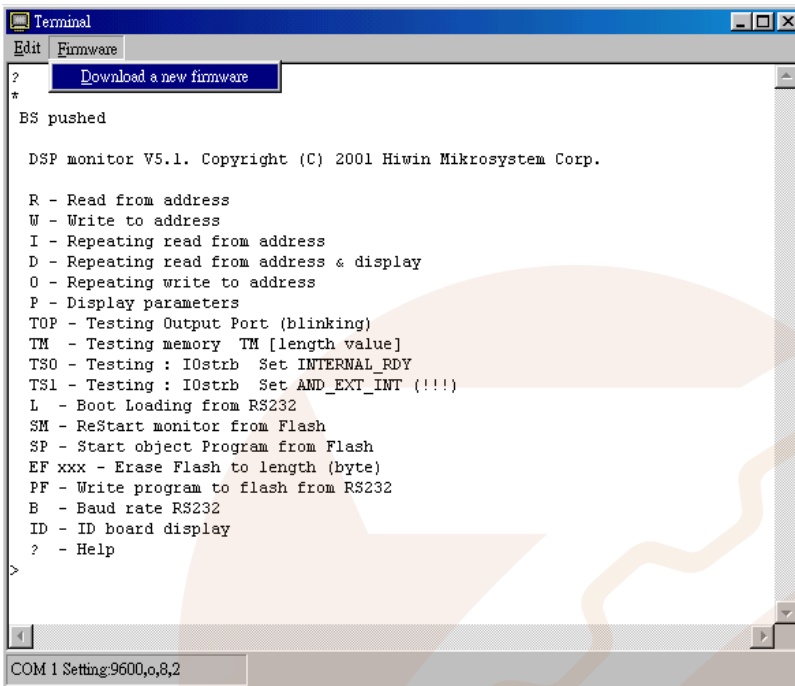 Terminal
Edit Firmware
Download a new firmware
?
*
BS pushed
DSP monitor V5.1. Copyright (C) 2001 Hiwin Mikrosystem Corp.
R - Read from address
W - Write to address
I - Repeating read from address
D - Repeating read from address & display
O - Repeating write to address
P - Display parameters
TOP - Testing Output Port (blinking)
TM - Testing memory TM [length value]
TS0 - Testing : IOstrb Set INTERNAL_RDY
TS1 - Testing : IOstrb Set AND_EXT_INT (!!!)
L - Boot Loading from RS232
SM - ReStart monitor from Flash
SP - Start object Program from Flash
EF xxx - Erase Flash to length (byte)
PF - Write program to flash from RS232
B - Baud rate RS232
ID - ID board display
? - Help
>
COM 1 Setting:9600,o,8,2